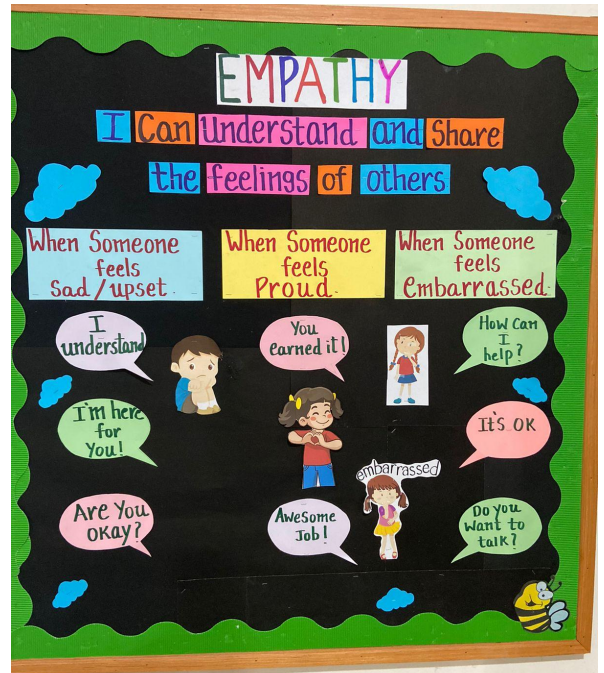 EMPATHY
I Can understand and Share
the feelings of others
When Someone
feels
Sad/upset.
When Someone
feels
Proud.
When Someone
feels
embarrassed.
I
understand
I'm here
for
You!
Are You
okay?
You
earned it!
Awesome
Job!
embarrassed
How Can
I
help?
It's OK
Do you
Want to
talk?